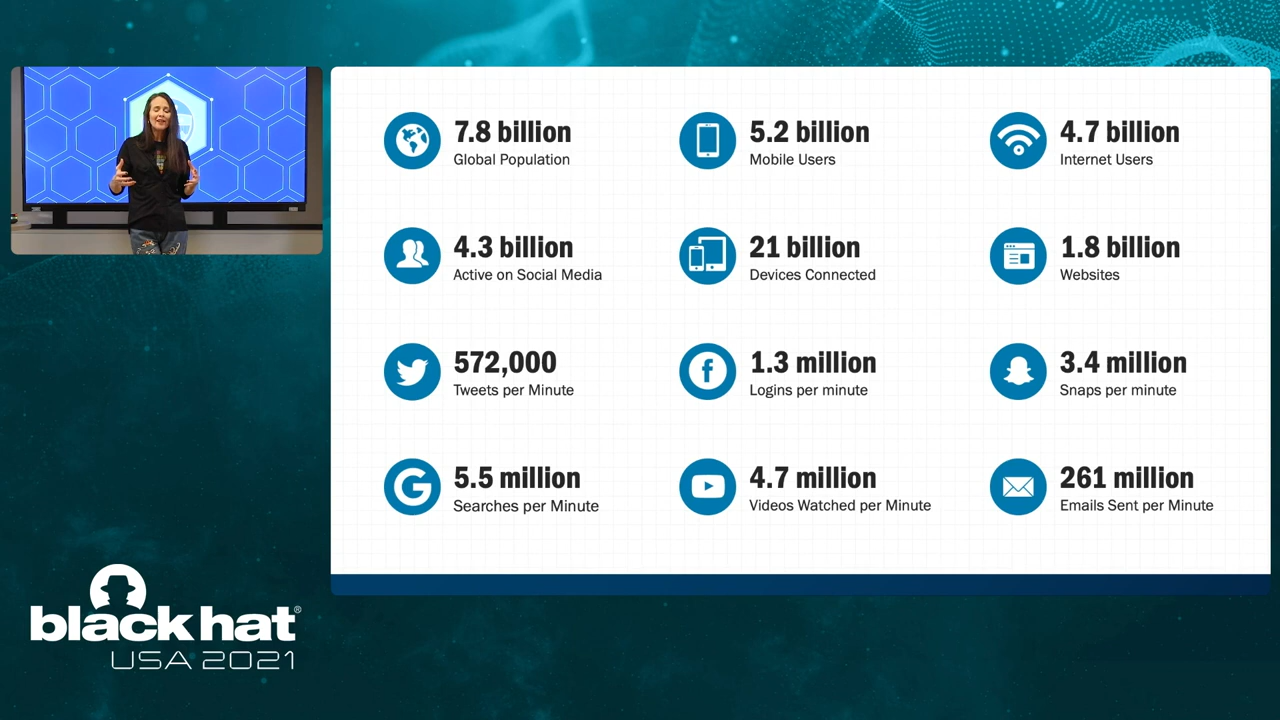 7.8 billion
Global Population
5.2 billion
Mobile Users
4.7 billion
Internet Users
4.3 billion
Active on Social Media
21 billion
Devices Connected
1.8 billion
Websites
572,000
Tweets per Minute
1.3 million
Logins per minute
3.4 million
Snaps per minute
5.5 million
Searches per Minute
4.7 million
Videos Watched per Minute
261 million
Emails Sent per Minute
black hat®
USA 2021